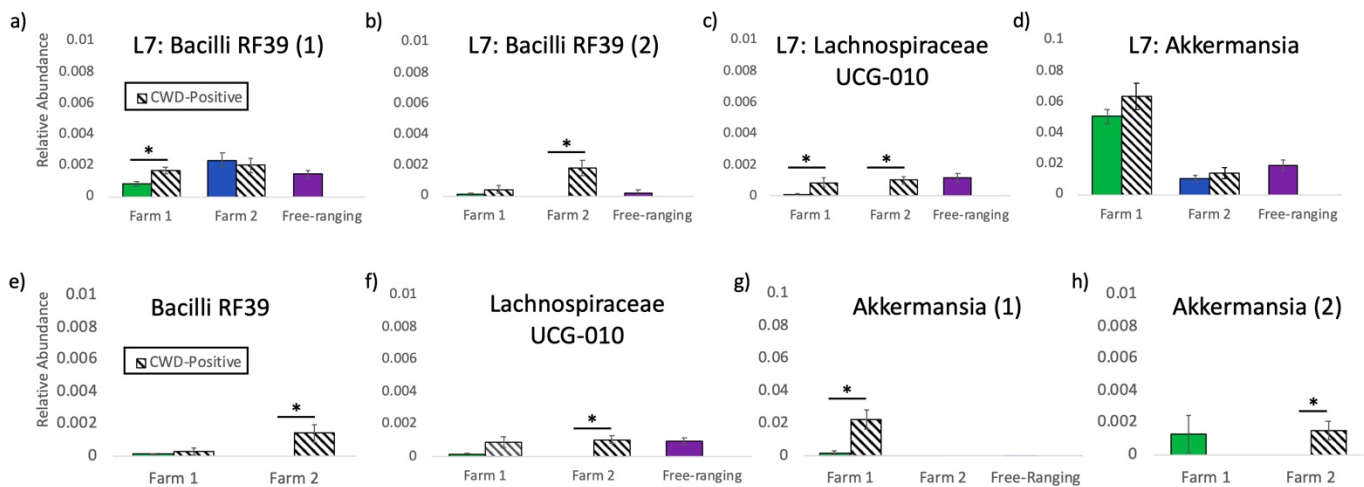 a)
L7: Bacilli RF39 (1)
Relative Abundance
0.01
0.008
0.006
0.004
0.002
0
CWD-Positive
*
Farm 1
Farm 2
Free-ranging
b)
L7: Bacilli RF39 (2)
0.01
0.008
0.006
0.004
0.002
0
*
Farm 1
Farm 2
Free-ranging
c)
L7: Lachnospiraceae
UCG-010
0.01
0.008
0.006
0.004
0.002
0
*
*
Farm 1
Farm 2
Free-ranging
d)
L7: Akkermansia
0.1
0.08
0.06
0.04
0.02
0
Farm 1
Farm 2
Free-ranging
e)
Bacilli RF39
Relative Abundance
0.01
0.008
0.006
0.004
0.002
0
CWD-Positive
*
Farm 1
Farm 2
f)
Lachnospiraceae
UCG-010
0.01
0.008
0.006
0.004
0.002
0
*
Farm 1
Farm 2
Free-ranging
g)
Akkermansia (1)
0.1
0.08
0.06
0.04
0.02
0
*
Farm 1
Farm 2
Free-Ranging
h)
Akkermansia (2)
0.01
0.008
0.006
0.004
0.002
0
*
Farm 1
Farm 2